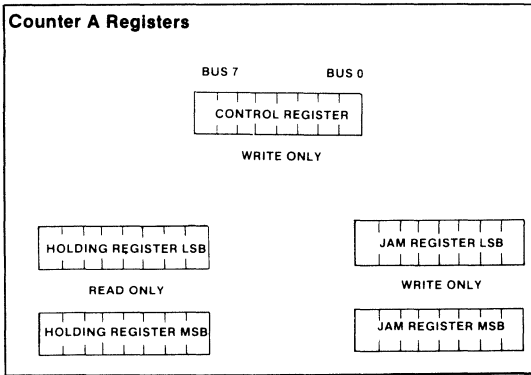 Counter A Registers
BUS 7 BUS 0
CONTROL REGISTER
WRITE ONLY
HOLDING REGISTER LSB JAM REGISTER LSB
READ ONLY WRITE ONLY
HOLDING REGISTER MSB JAM REGISTER MSB